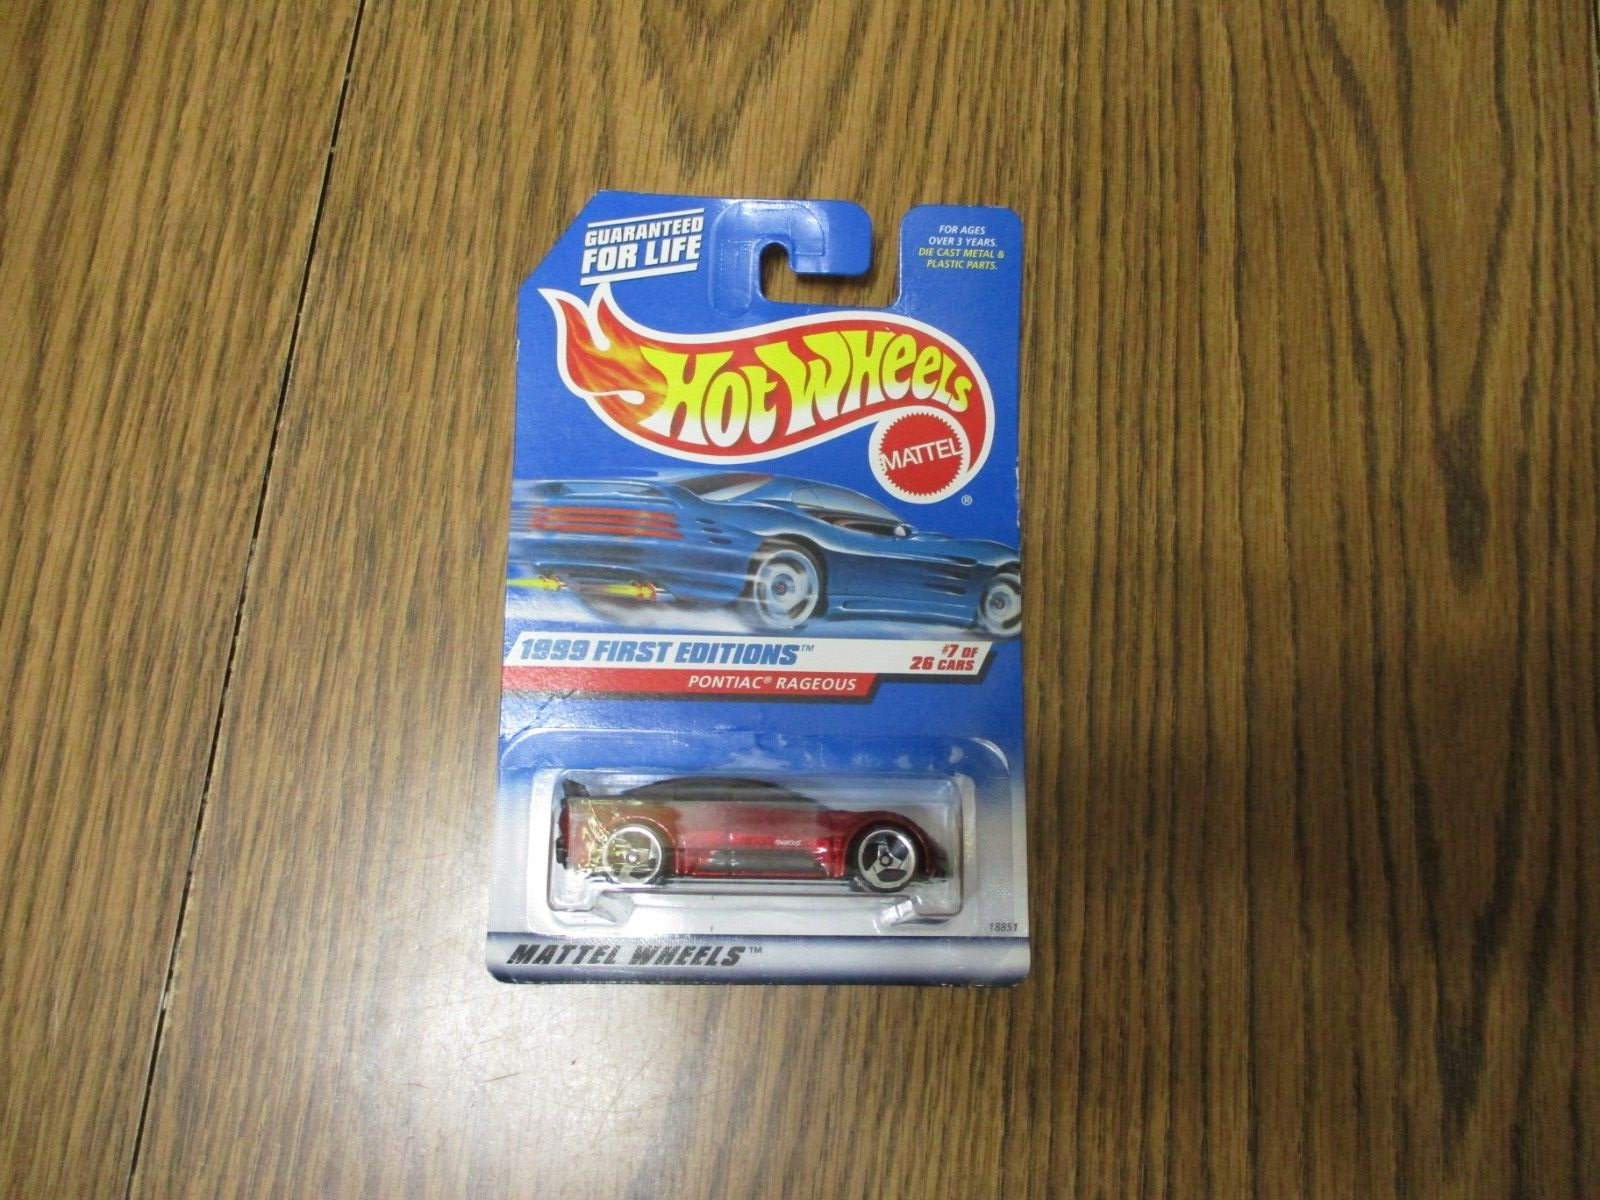 GUARANTEED
FOR LIFE
FOR AGES
OVER 3 YEARS.
DIE CAST METAL &
PLASTIC PARTS.
HOT WHEELS
MATTEL
®
1999 FIRST EDITIONS™
#7 OF
26 CARS
PONTIAC® RAGEOUS
18851
MATTEL WHEELS™